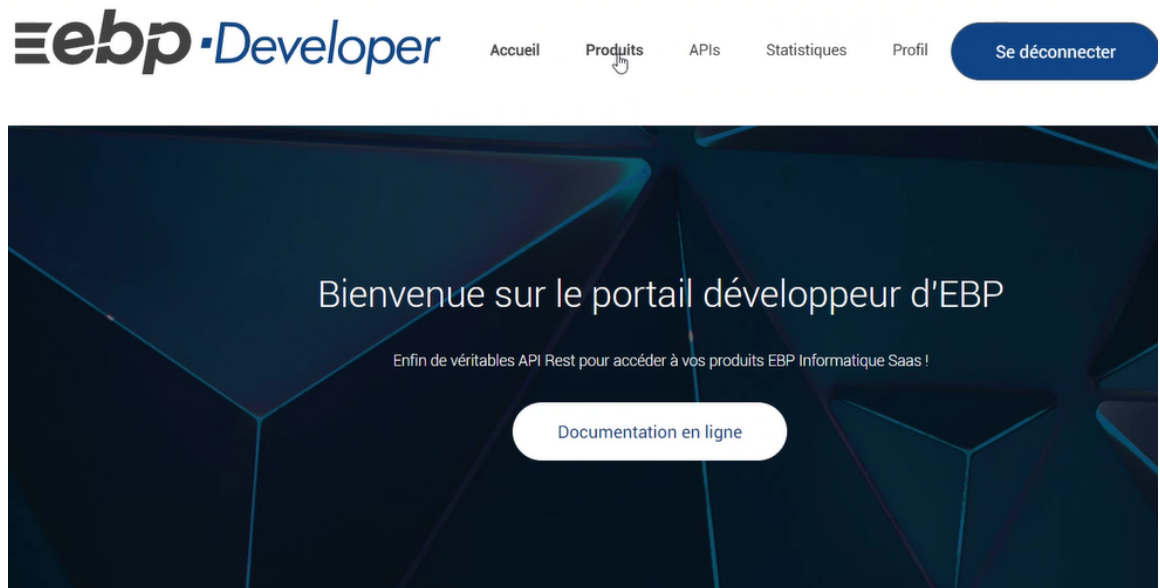 ebp·Developer
Accueil Produits APIs Statistiques Profil Se déconnecter
Bienvenue sur le portail développeur d'EBP
Enfin de véritables API Rest pour accéder à vos produits EBP Informatique Saas !
Documentation en ligne